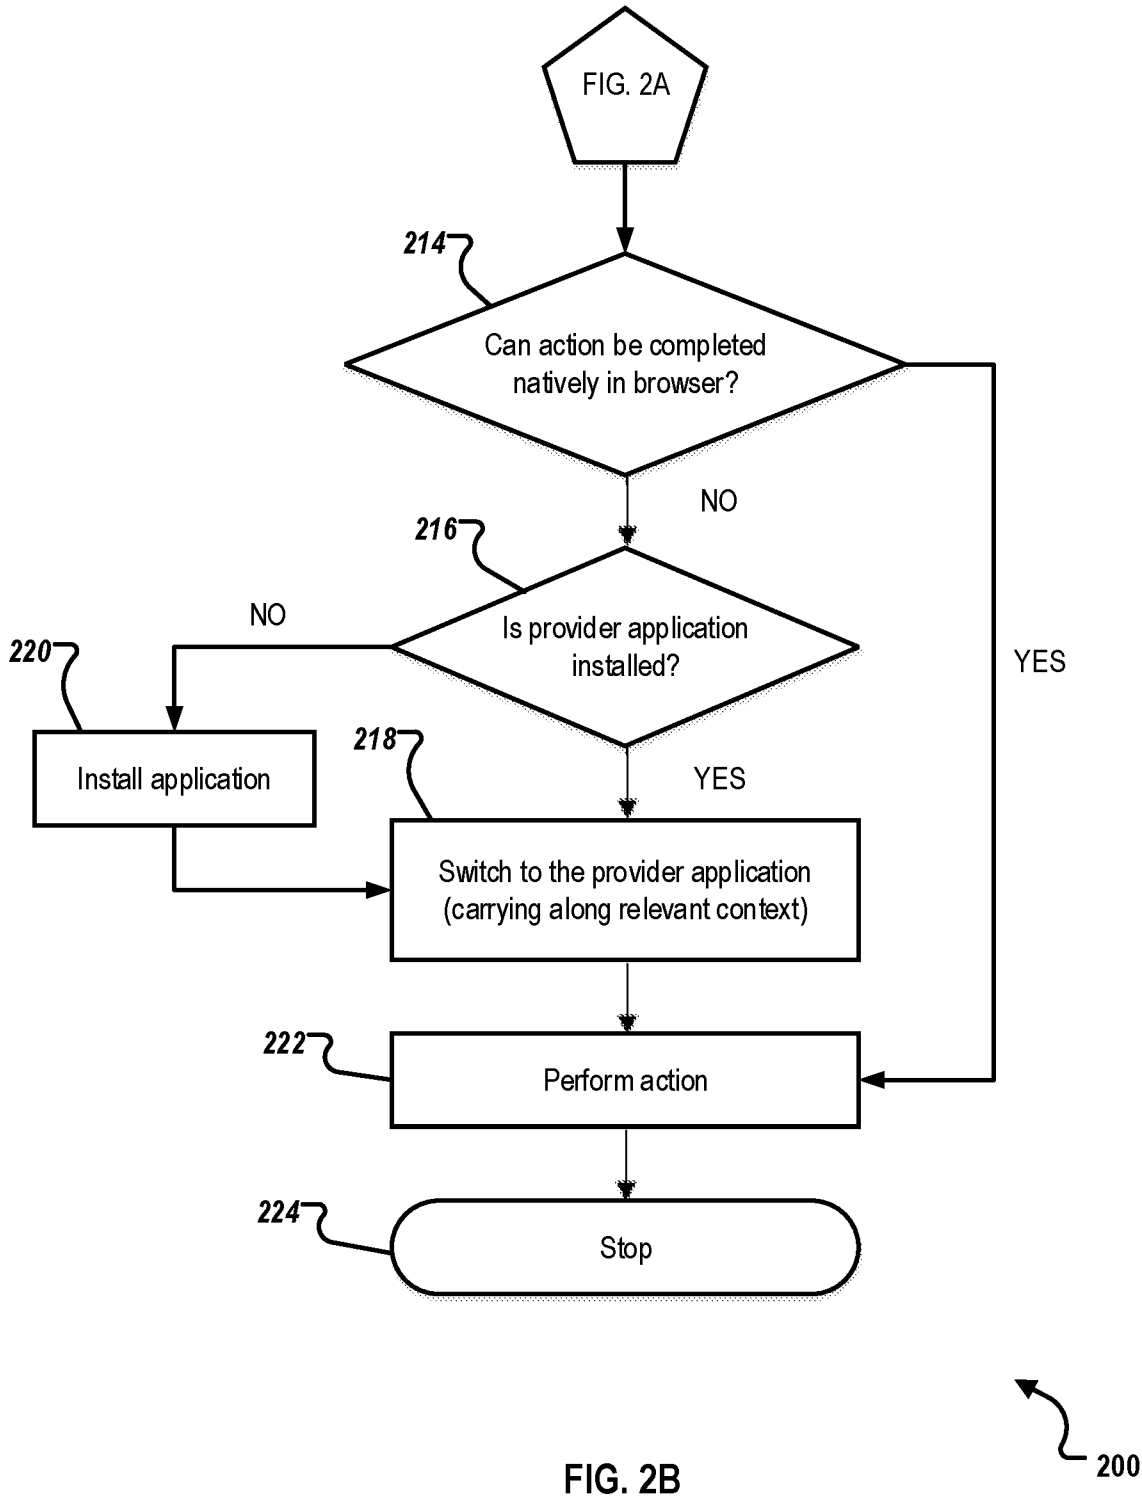 FIG. 2A
214
Can action be completed
natively in browser?
NO
216
Is provider application
installed?
NO
YES
220
Install application
218
YES
Switch to the provider application
(carrying along relevant context)
222
Perform action
224
Stop
200
FIG. 2B